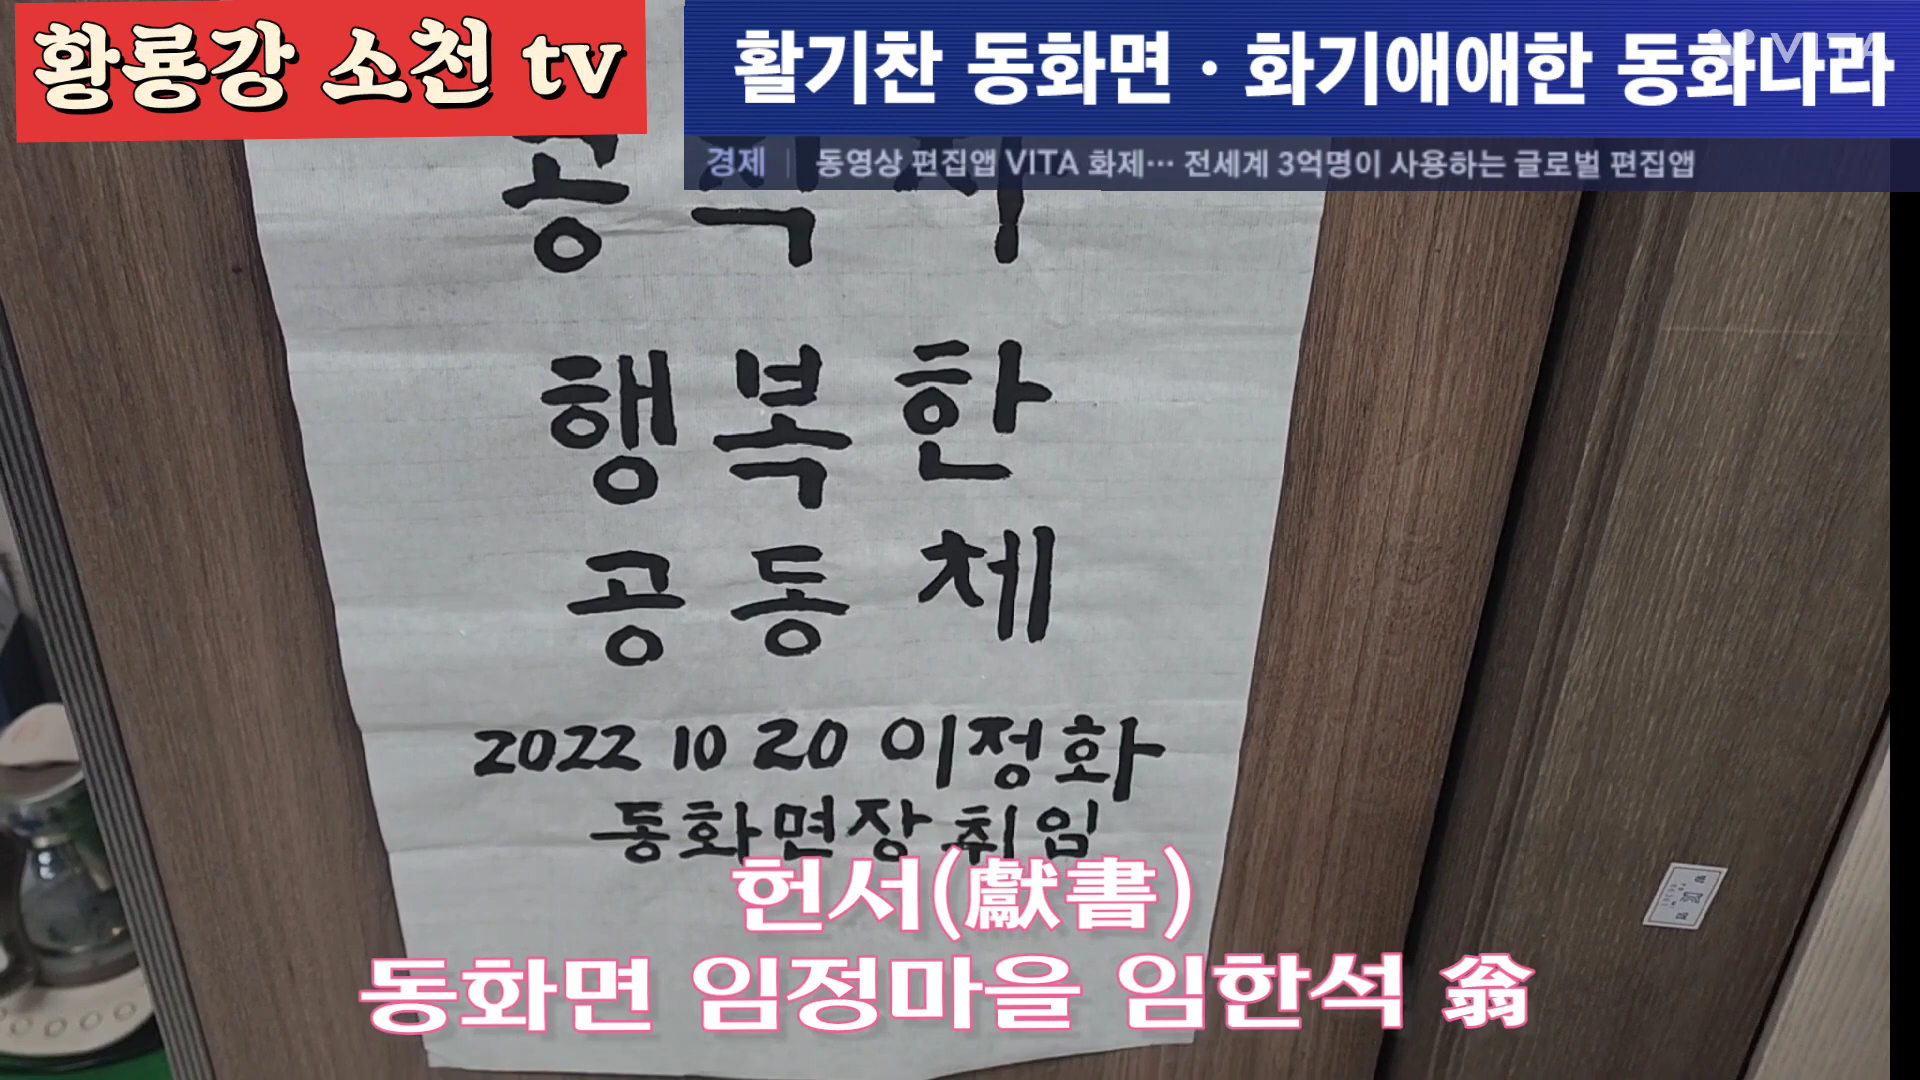 황룡강 소천 tv
활기찬 동화면 · 화기애애한 동화나라
VITA
경제 | 동영상 편집앱 VITA 화제… 전세계 3억명이 사용하는 글로벌 편집앱
행복한
공동체
2022 10 20 이정화
동화면장 취임
헌서(獻書)
동화면 임정마을 임한석 翁